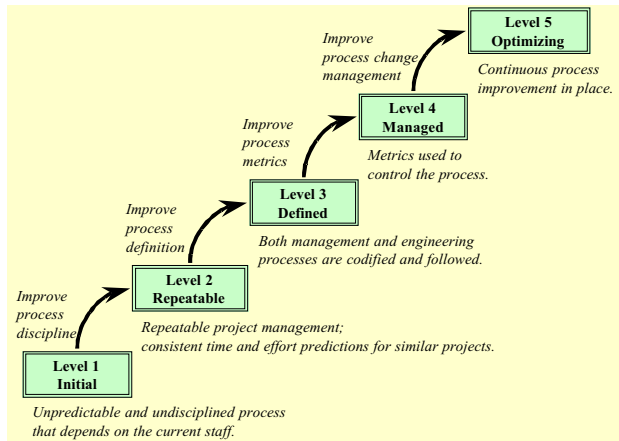 Level 5
Optimizing
Continuous process
improvement in place.
Improve
process change
management
Level 4
Managed
Metrics used to
control the process.
Improve
process
metrics
Level 3
Defined
Both management and engineering
processes are codified and followed.
Improve
process
definition
Level 2
Repeatable
Repeatable project management;
consistent time and effort predictions for similar projects.
Improve
process
discipline
Level 1
Initial
Unpredictable and undisciplined process
that depends on the current staff.